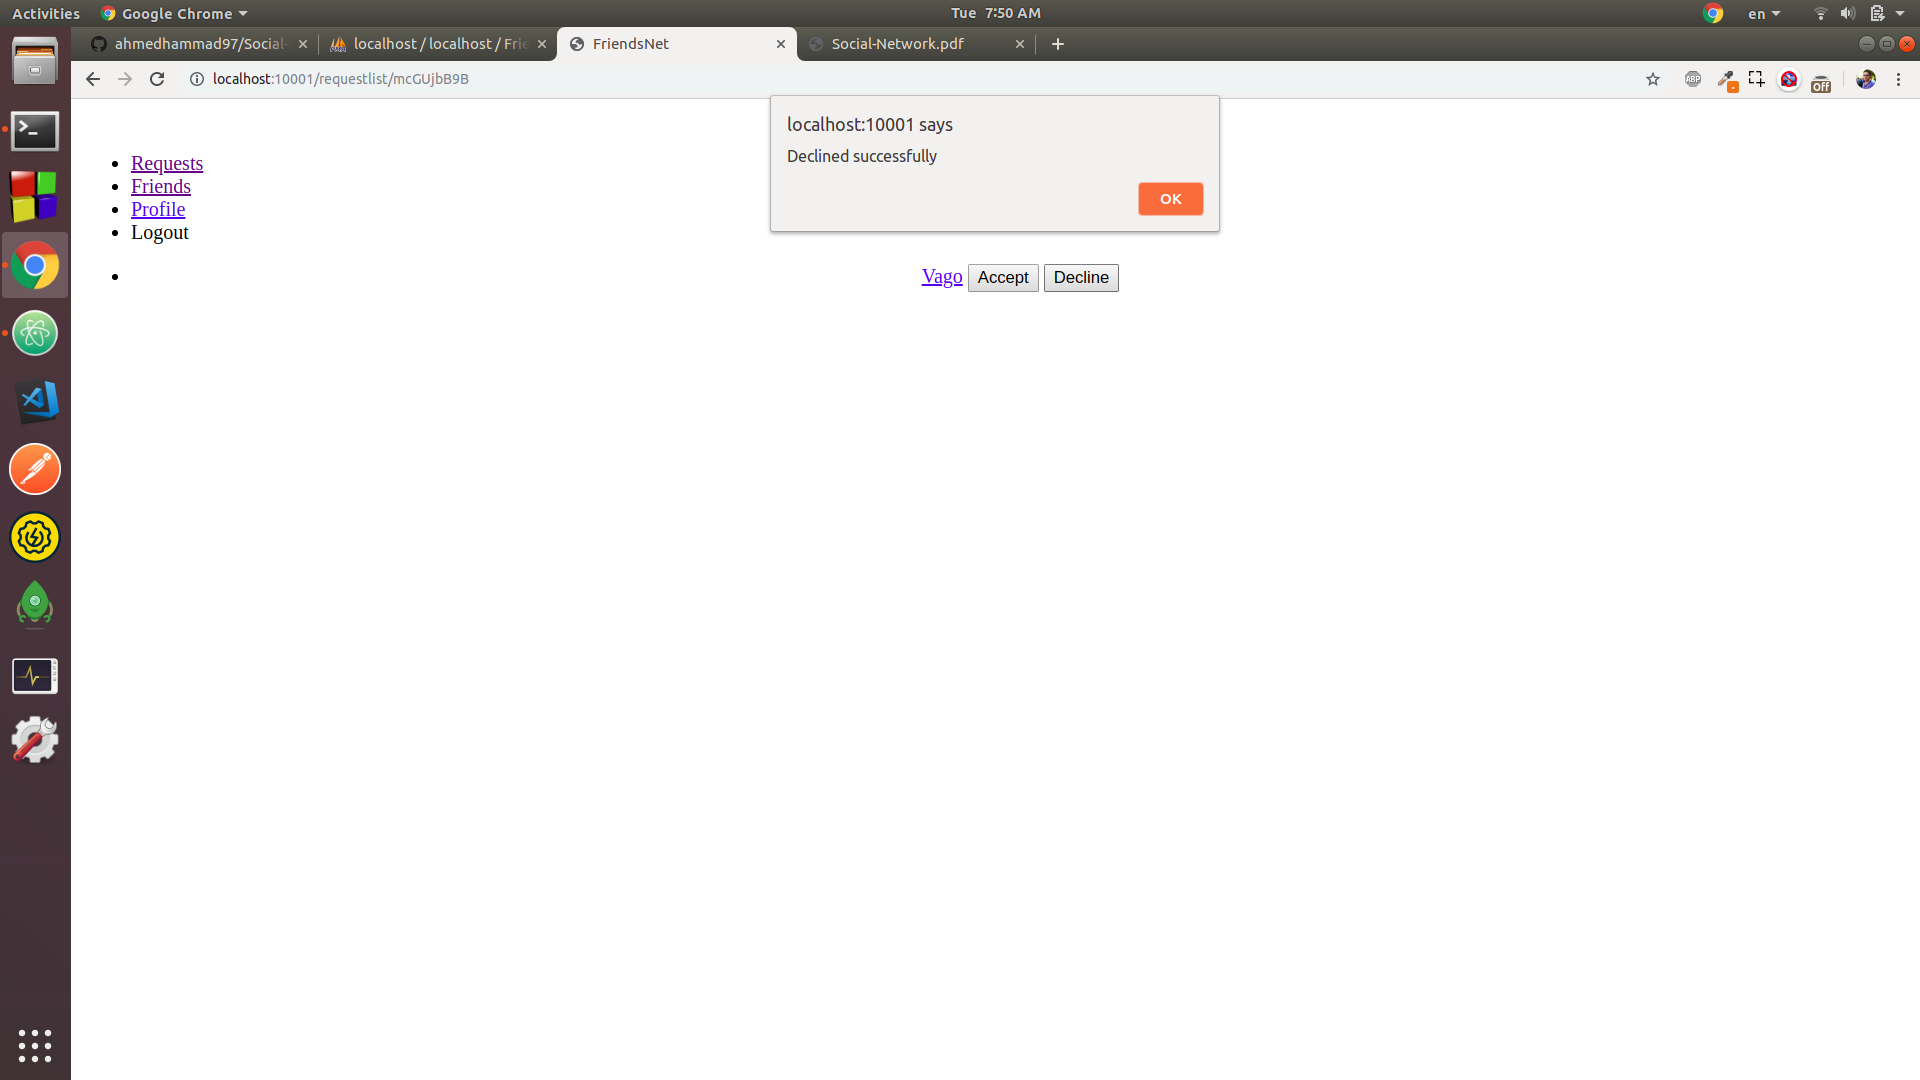 Activities Google Chrome Tue 7:50 AM en
ahmedhammad97/Social- localhost / localhost / Frie FriendsNet Social-Network.pdf
localhost:10001/requestlist/mcGUjbB9B ABP Off
localhost:10001 says
Declined successfully
OK
Requests
Friends
Profile
Logout
Vago Accept Decline